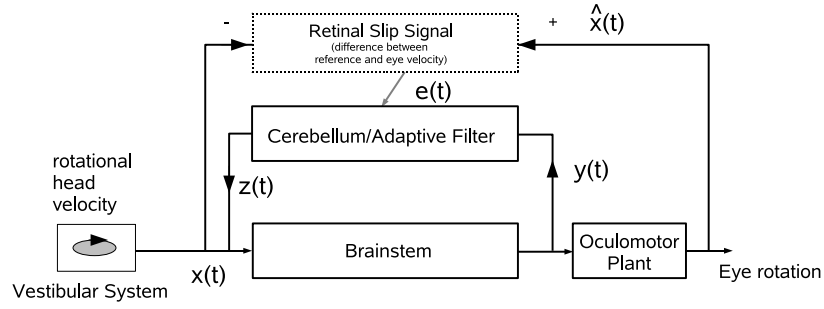 -
Retinal Slip Signal
(difference between
reference and eye velocity)
+
x̂(t)
e(t)
Cerebellum/Adaptive Filter
rotational
head
velocity
z(t)
y(t)
Brainstem
Oculomotor
Plant
x(t)
Eye rotation
Vestibular System